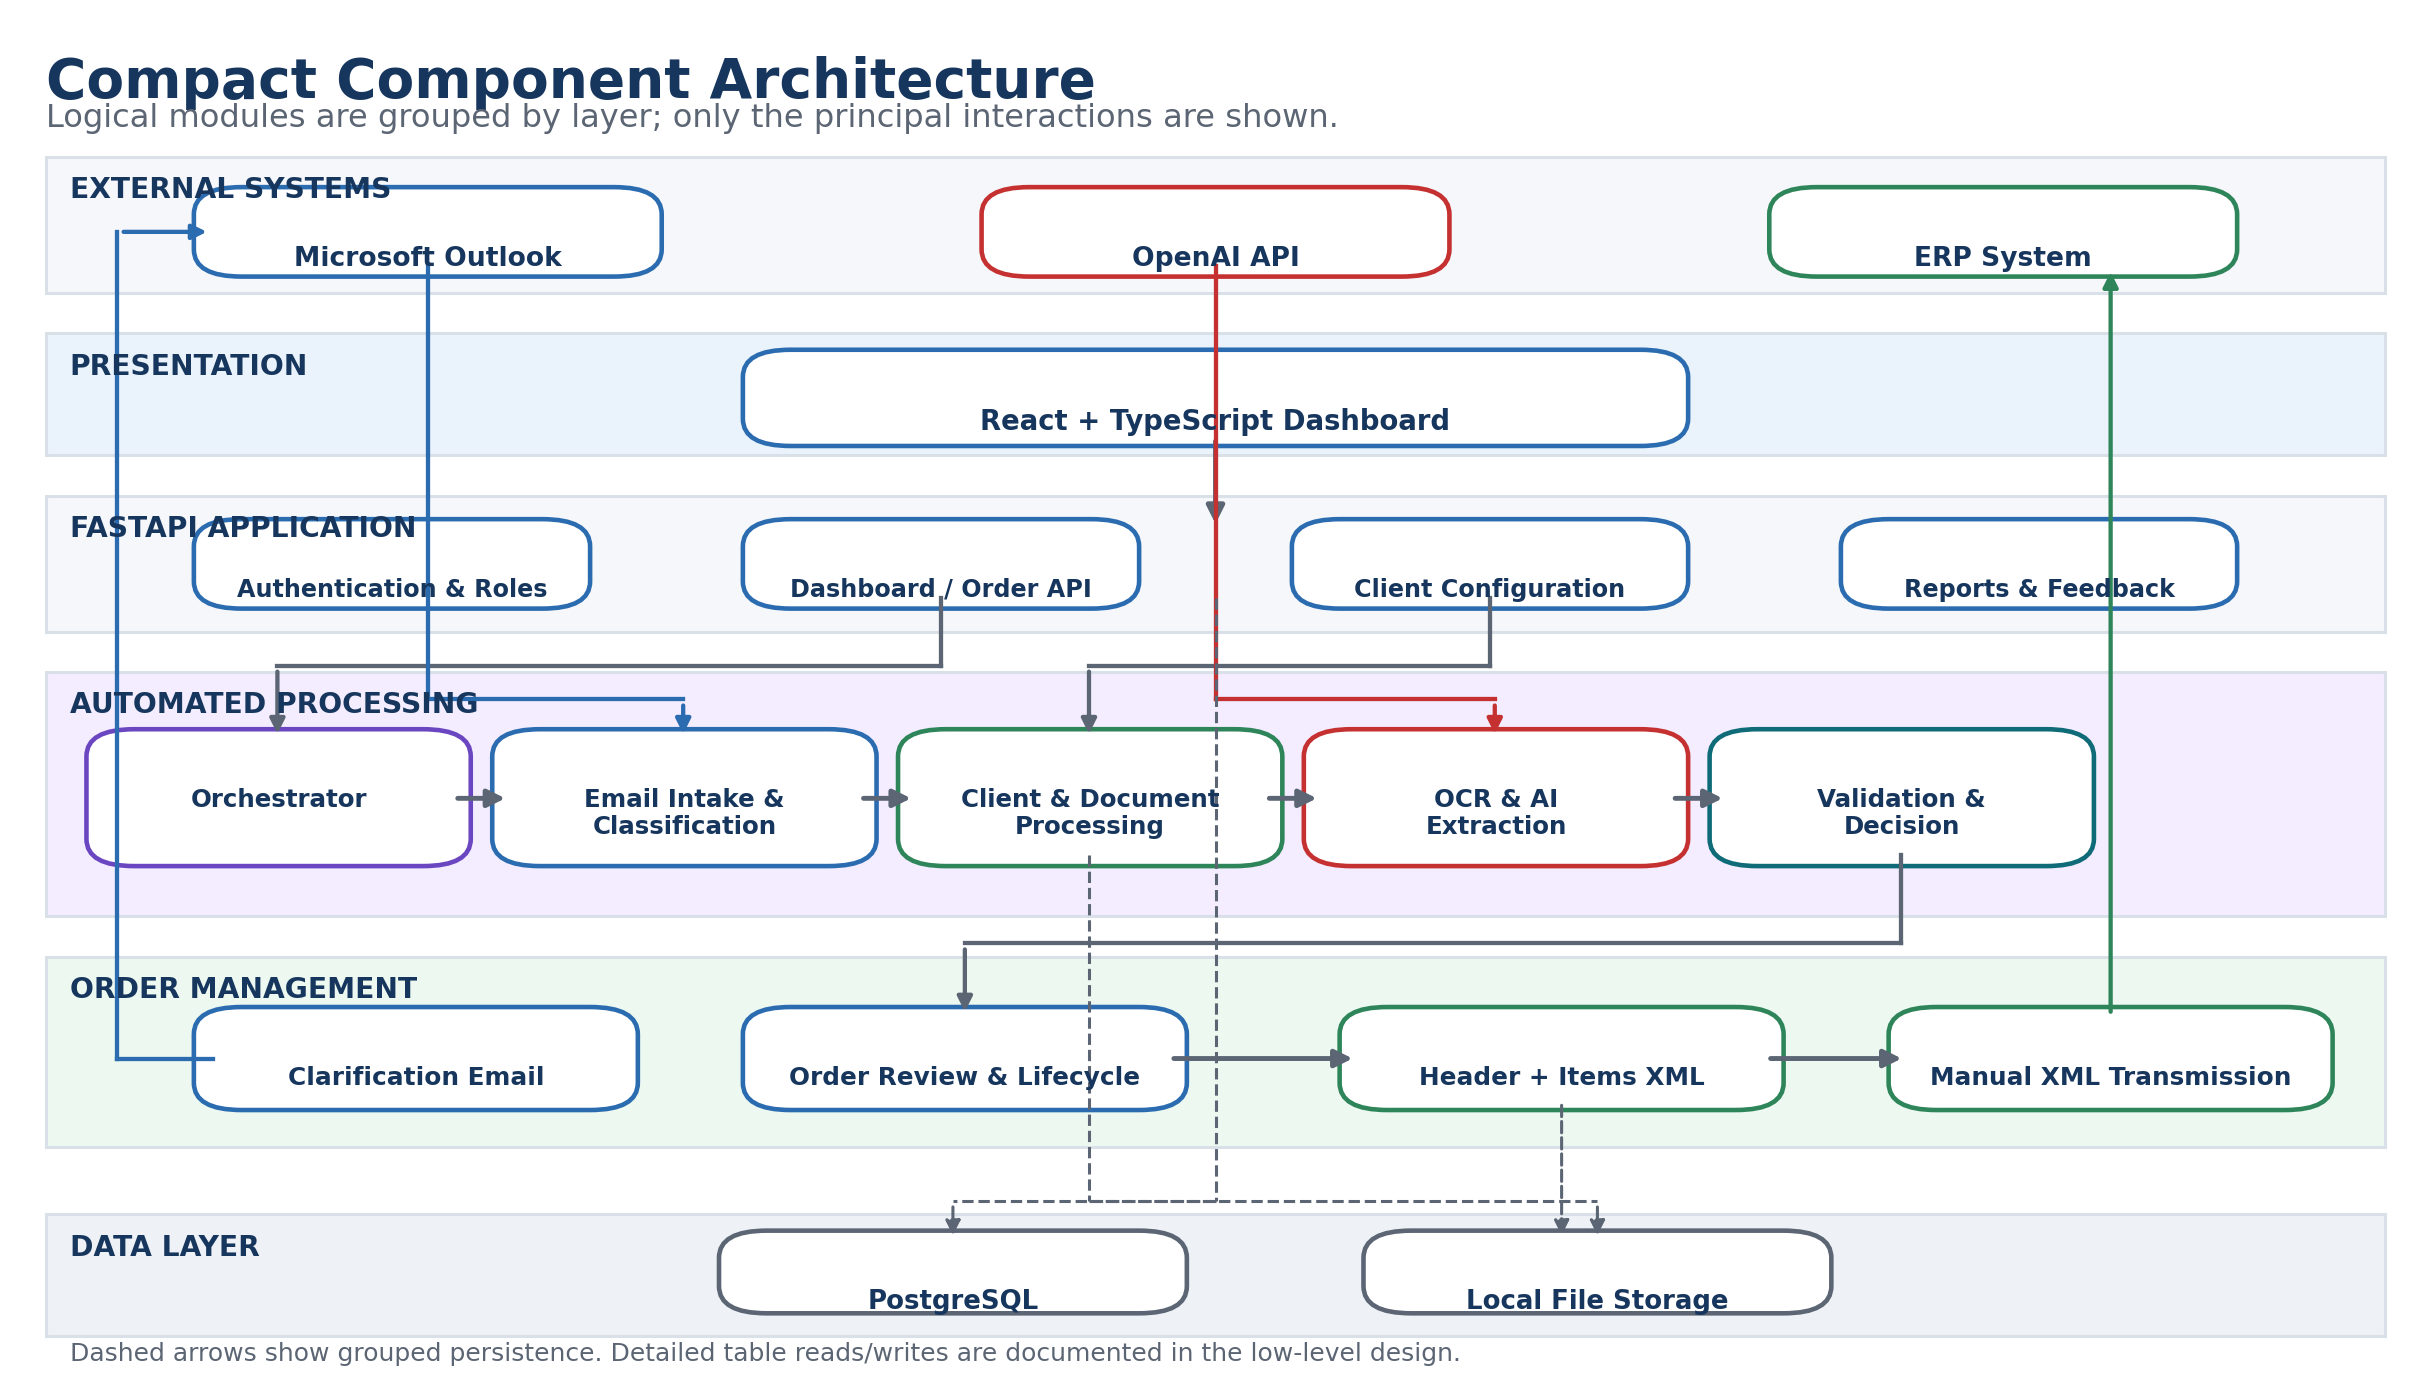 Compact Component Architecture
Logical modules are grouped by layer; only the principal interactions are shown.
EXTERNAL SYSTEMS
Microsoft Outlook
OpenAI API
ERP System
PRESENTATION
React + TypeScript Dashboard
FASTAPI APPLICATION
Authentication & Roles
Dashboard / Order API
Client Configuration
Reports & Feedback
AUTOMATED PROCESSING
Orchestrator
Email Intake &
Classification
Client & Document
Processing
OCR & AI
Extraction
Validation &
Decision
ORDER MANAGEMENT
Clarification Email
Order Review & Lifecycle
Header + Items XML
Manual XML Transmission
DATA LAYER
PostgreSQL
Local File Storage
Dashed arrows show grouped persistence. Detailed table reads/writes are documented in the low-level design.